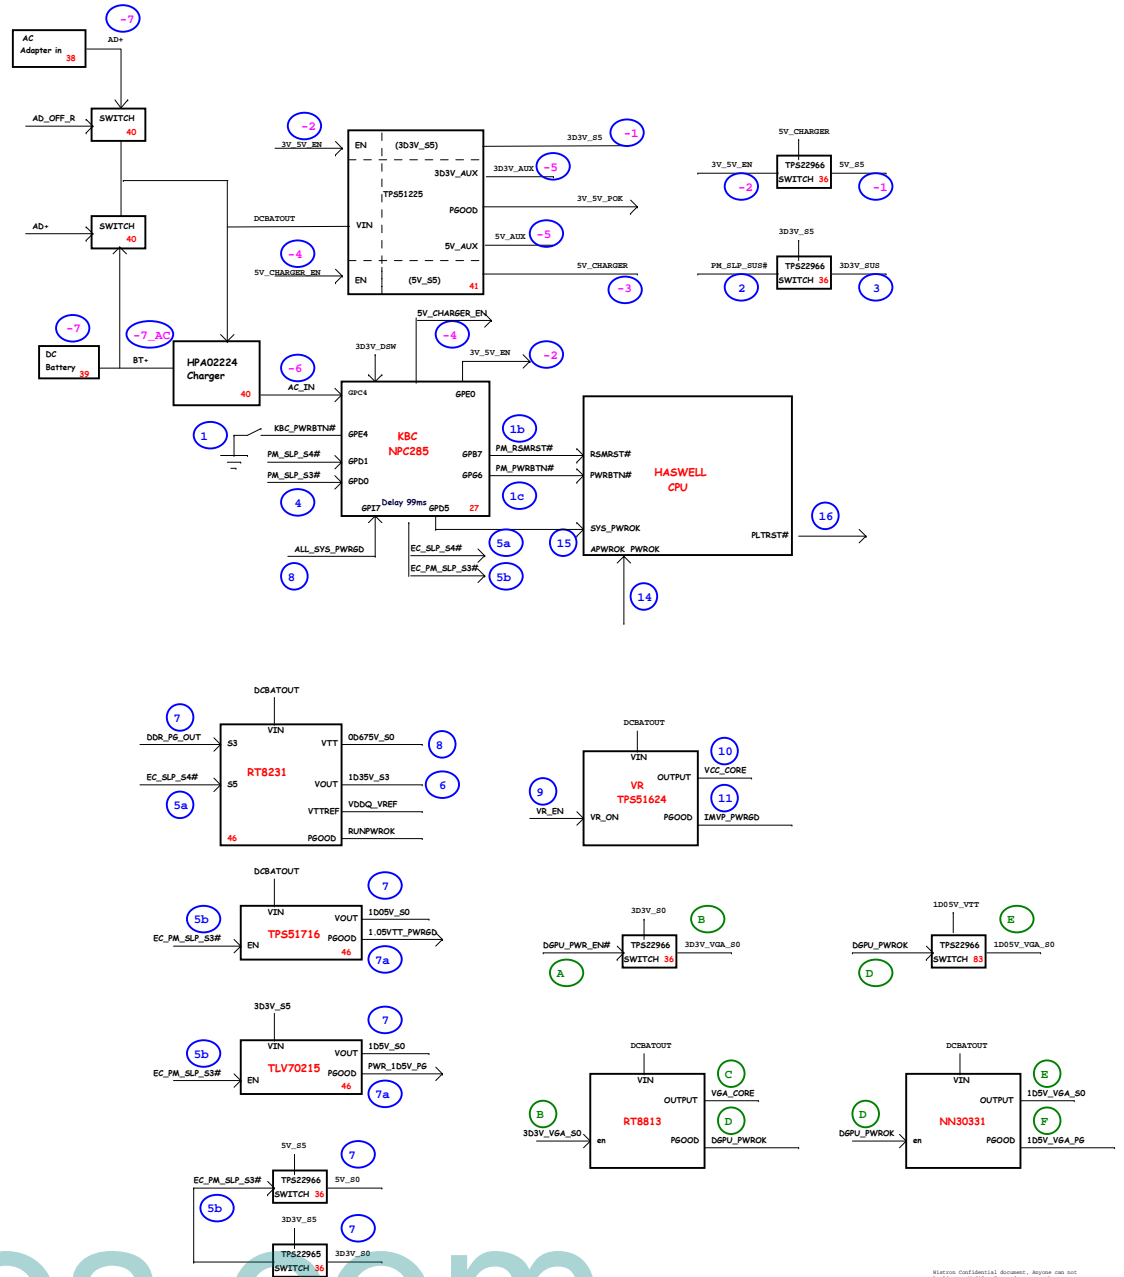 -7
AC
Adapter in
38
AD+
AD_OFF_R
SWITCH
40
AD+
SWITCH
40
-7
DC
Battery
39
BT+
-7_AC
HPA02224
Charger
40
-6
AC_IN
DCBATOUT
-2
3V_5V_EN
-4
5V_CHARGER_EN
EN
(3D3V_S5)
3D3V_AUX
TPS51225
PGOOD
VIN
5V_AUX
EN
(5V_S5)
41
3D3V_S5
-1
3D3V_AUX
-5
3V_5V_POK
5V_AUX
-5
5V_CHARGER
-3
5V_CHARGER
3V_5V_EN
-2
TPS22966
SWITCH 36
5V_S5
-1
3D3V_S5
PM_SLP_SUS#
2
TPS22966
SWITCH 36
3D3V_SUS
3
5V_CHARGER_EN
-4
3D3V_DSW
3V_5V_EN
-2
GPC4
GPE0
1
KBC_PWRBTN#
GPE4
KBC
NPC285
GPB7
PM_SLP_S4#
GPD1
PM_SLP_S3#
GPD0
GPG6
4
Delay 99ms
GPI7
GPD5
27
1b
PM_RSMRST#
PM_PWRBTN#
1c
ALL_SYS_PWRGD
8
EC_SLP_S4#
5a
EC_PM_SLP_S3#
5b
15
RSMRST#
PWRBTN#
HASWELL
CPU
SYS_PWROK
APWROK PWROK
PLTRST#
16
14
DCBATOUT
7
DDR_PG_OUT
EC_SLP_S4#
5a
VIN
S3
VTT
RT8231
S5
VOUT
VTTREF
46
PGOOD
0D675V_S0
8
1D35V_S3
6
VDDQ_VREF
RUNPWROK
DCBATOUT
9
VR_EN
VIN
OUTPUT
VR
TPS51624
VR_ON
PGOOD
10
VCC_CORE
11
IMVP_PWRGD
DCBATOUT
5b
EC_PM_SLP_S3#
VIN
VOUT
TPS51716
PGOOD
EN
46
7
1D05V_S0
1.05VTT_PWRGD
7a
3D3V_S0
DGPU_PWR_EN#
A
TPS22966
SWITCH 36
B
3D3V_VGA_S0
1D05V_VTT
DGPU_PWROK
D
TPS22966
SWITCH 83
E
1D05V_VGA_S0
3D3V_S5
5b
EC_PM_SLP_S3#
VIN
VOUT
TLV70215
PGOOD
EN
46
7
1D5V_S0
PWR_1D5V_PG
7a
DCBATOUT
B
3D3V_VGA_S0
VIN
OUTPUT
RT8813
en
PGOOD
C
VGA_CORE
D
DGPU_PWROK
DCBATOUT
D
DGPU_PWROK
VIN
OUTPUT
NN30331
en
PGOOD
E
1D5V_VGA_S0
F
1D5V_VGA_PG
5V_S5
EC_PM_SLP_S3#
5b
TPS22966
SWITCH 36
7
5V_S0
3D3V_S5
TPS22965
SWITCH 36
7
3D3V_S0
Wistron Confidential document, Anyone can not